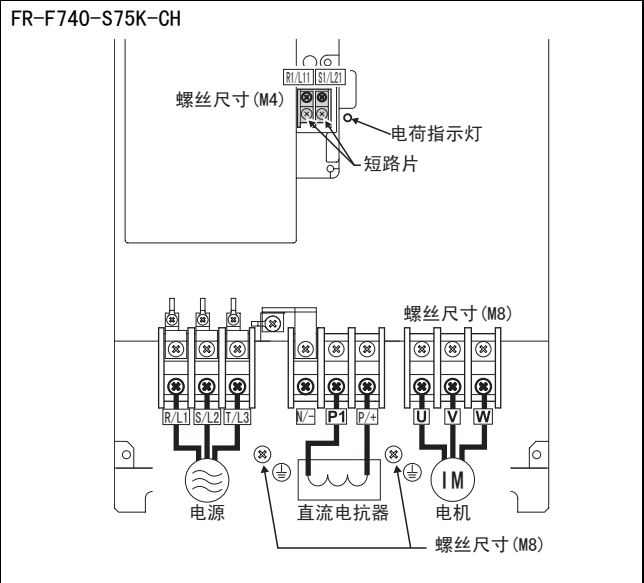 FR-F740-S75K-CH
R1/L11 S1/L21
螺丝尺寸(M4)
电荷指示灯
短路片
螺丝尺寸(M8)
R/L1 S/L2 T/L3 N/- P1 P/+ U V W
IM
电源 直流电抗器 电机
螺丝尺寸(M8)